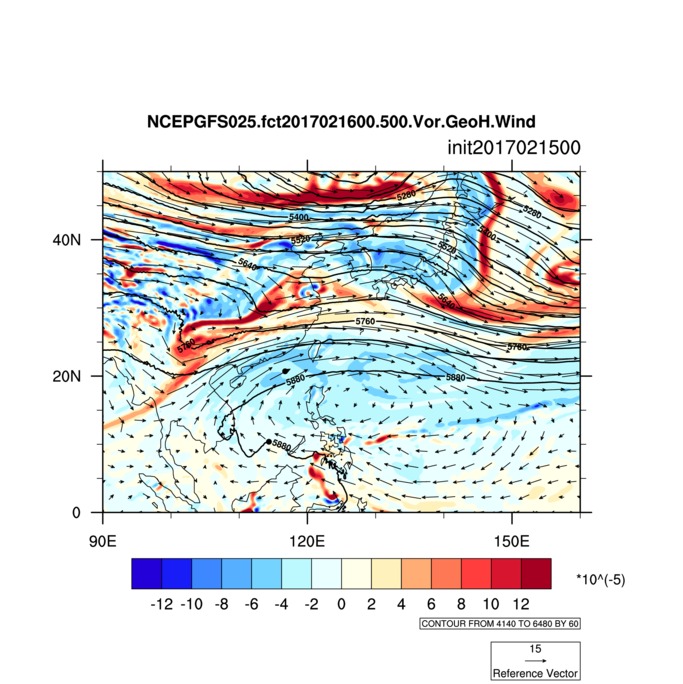 NCEPGFS025.fct2017021600.500.Vor.GeoH.Wind
init2017021500
5280
5400
5280
5400
5520
5520
40N
5640
5640
5760
5760
5760
20N
5880
5880
5880
0
90E 120E 150E
-12 -10 -8 -6 -4 -2 0 2 4 6 8 10 12
*10^(-5)
CONTOUR FROM 4140 TO 6480 BY 60
15
Reference Vector